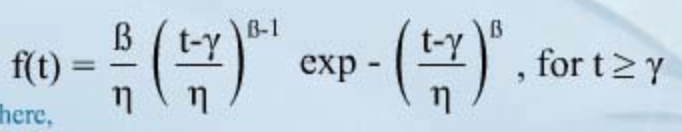 f(t) = ß/η ((t-γ)/η)^(ß-1) exp - ((t-γ)/η)^ß , for t ≥ γ
here,